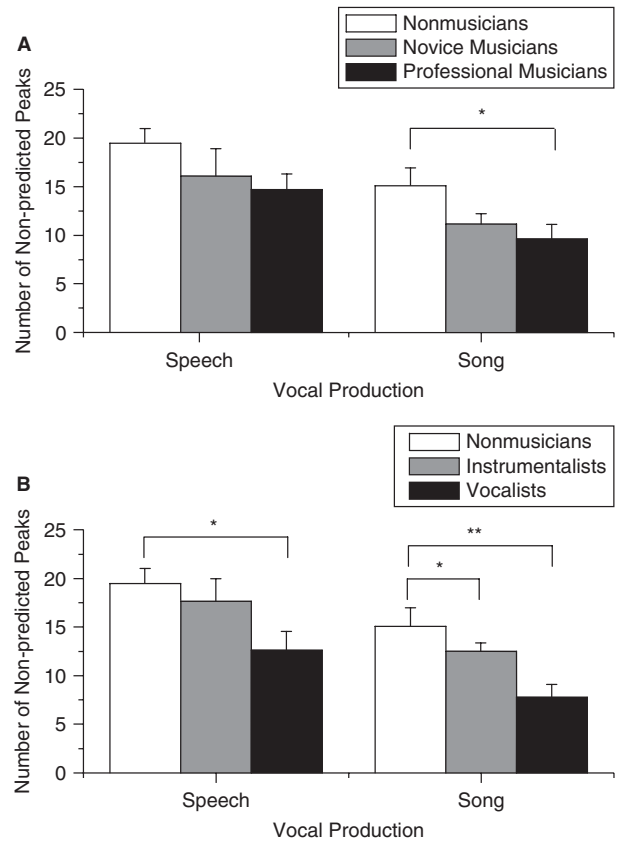 A
Nonmusicians
Novice Musicians
Professional Musicians
Number of Non-predicted Peaks
25
20
15
10
5
0
*
Speech
Song
Vocal Production
B
Nonmusicians
Instrumentalists
Vocalists
Number of Non-predicted Peaks
25
20
15
10
5
0
*
**
*
Speech
Song
Vocal Production